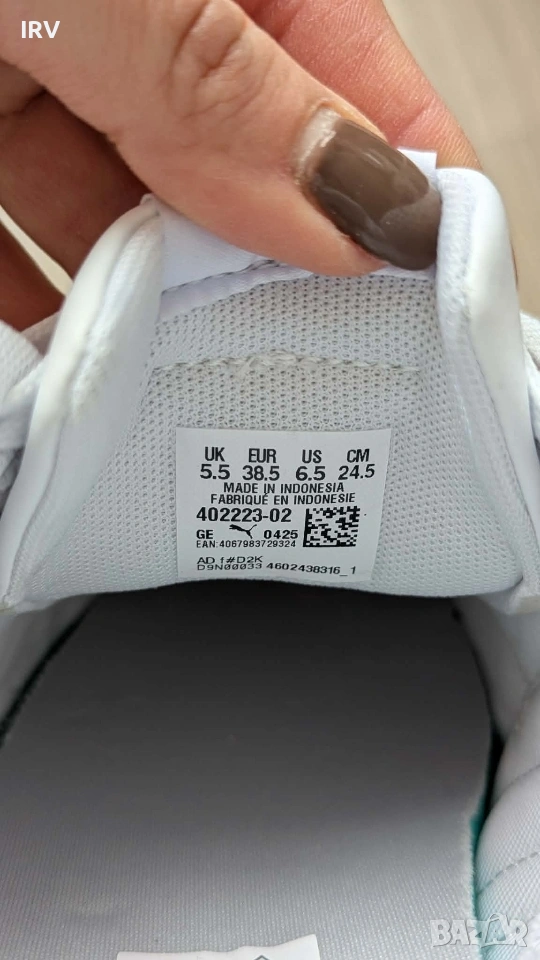 IRV
UK EUR US CM
5.5 38.5 6.5 24.5
MADE IN INDONESIA
FABRIQUÉ EN INDONESIE
402223-02
GE 0425
EAN:4067983729324
AD f#D2K
D9N00033 4602438316_1
BAZAR